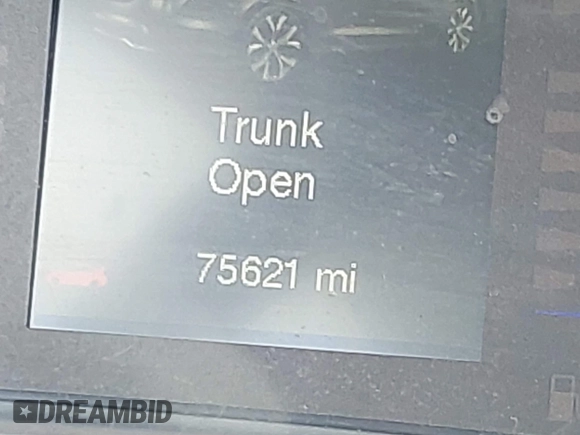 Trunk
Open
75621 mi
DREAMBID